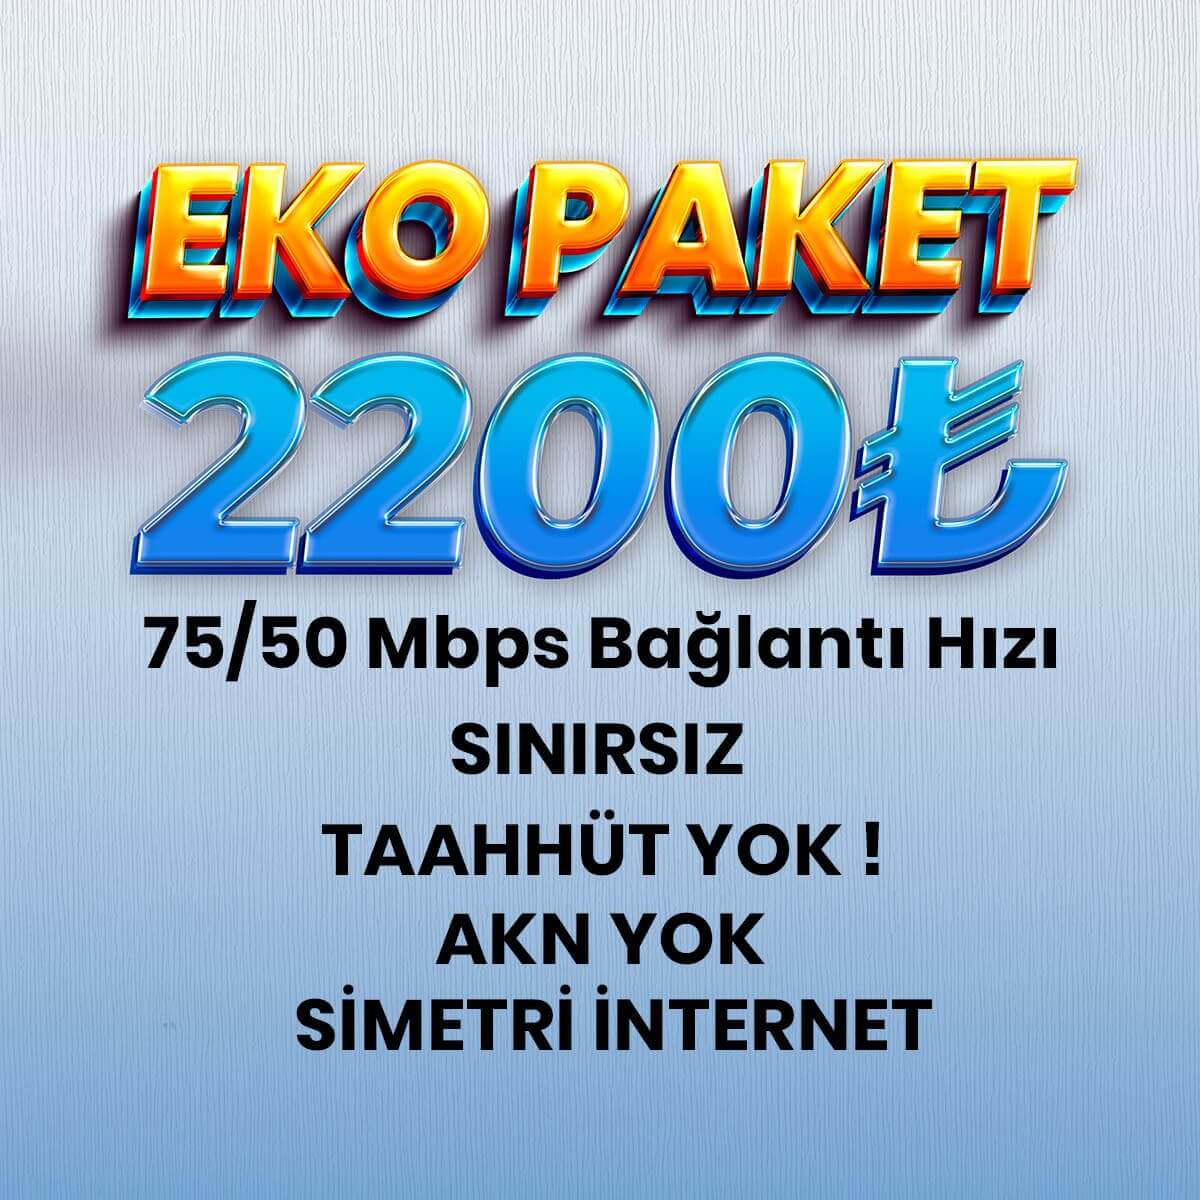 EKO PAKET
2200₺
75/50 Mbps Bağlantı Hızı
SINIRSIZ
TAAHHÜT YOK !
AKN YOK
SİMETRİ İNTERNET